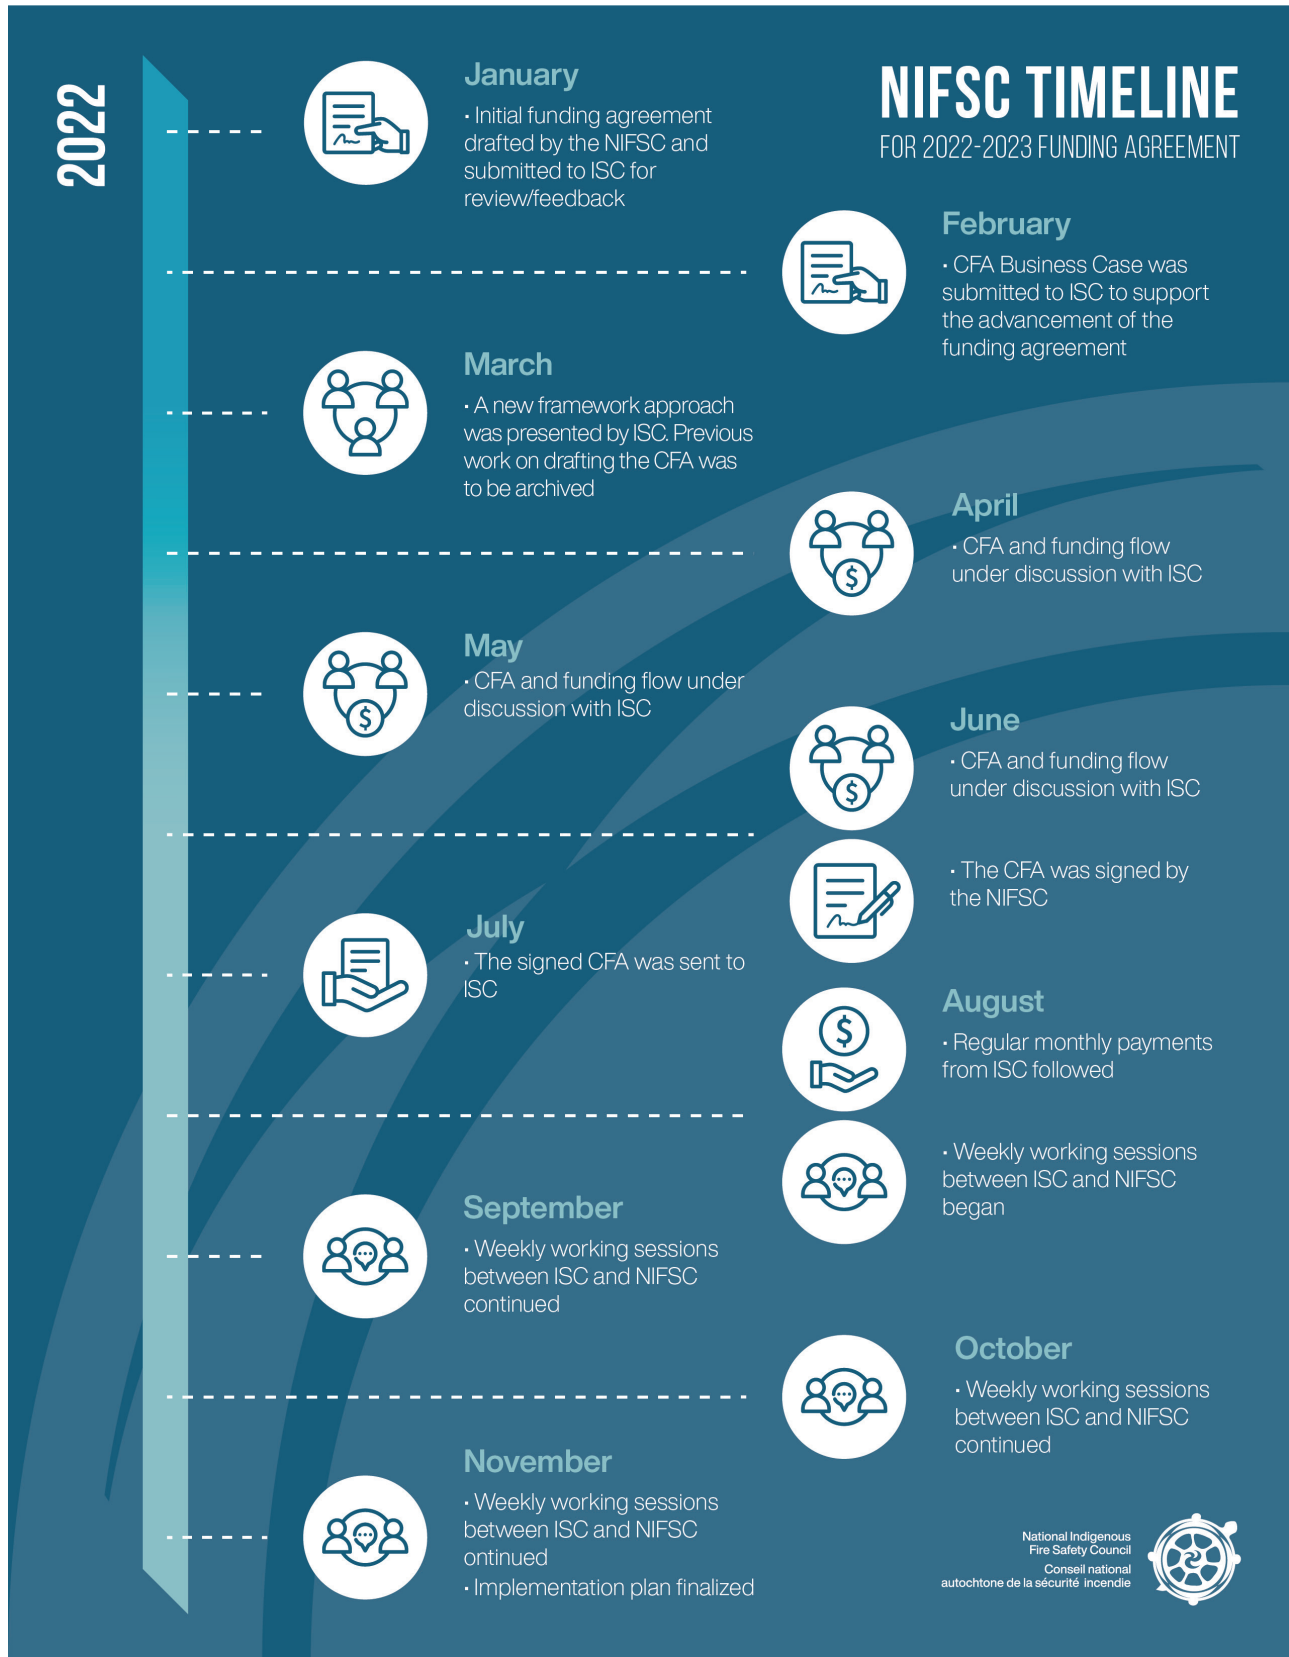 2022
NIFSC TIMELINE
FOR 2022-2023 FUNDING AGREEMENT
January
· Initial funding agreement
drafted by the NIFSC and
submitted to ISC for
review/feedback
February
· CFA Business Case was
submitted to ISC to support
the advancement of the
funding agreement
March
· A new framework approach
was presented by ISC. Previous
work on drafting the CFA was
to be archived
April
· CFA and funding flow
under discussion with ISC
May
· CFA and funding flow under
discussion with ISC
June
· CFA and funding flow
under discussion with ISC
· The CFA was signed by
the NIFSC
July
· The signed CFA was sent to
ISC
August
· Regular monthly payments
from ISC followed
· Weekly working sessions
between ISC and NIFSC
began
September
· Weekly working sessions
between ISC and NIFSC
continued
October
· Weekly working sessions
between ISC and NIFSC
continued
November
· Weekly working sessions
between ISC and NIFSC
ontinued
· Implementation plan finalized
National Indigenous
Fire Safety Council
Conseil national
autochtone de la sécurité incendie